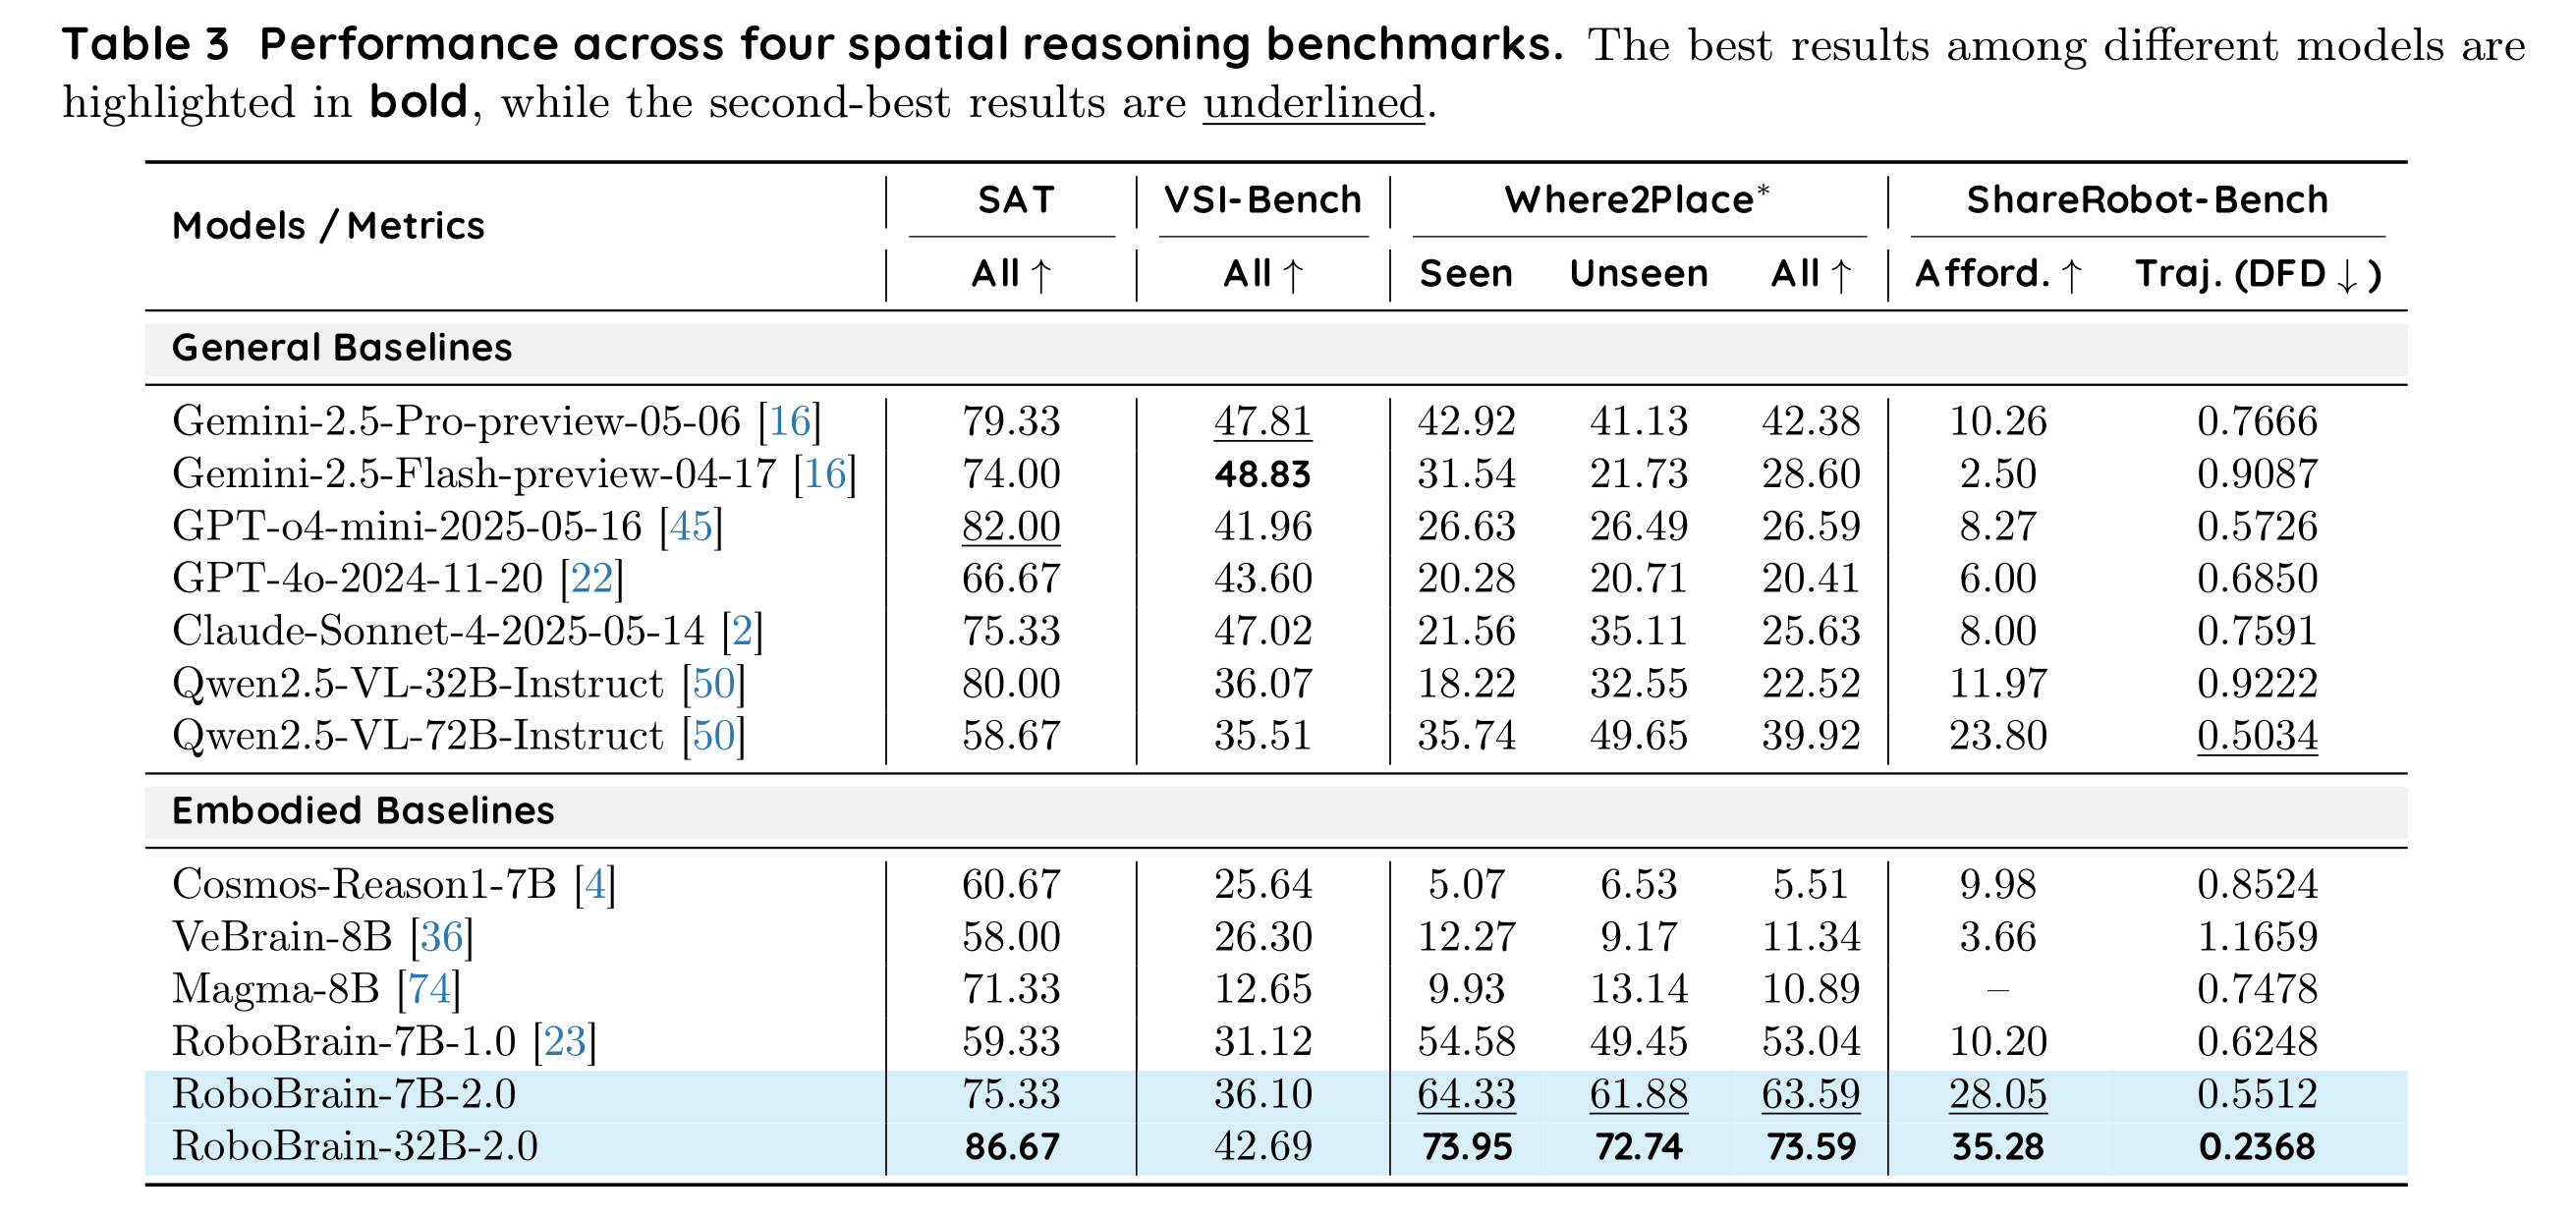 Table 3 Performance across four spatial reasoning benchmarks. The best results among different models are
highlighted in bold, while the second-best results are underlined.
Models / Metrics SAT VSI-Bench Where2Place* ShareRobot-Bench
All ↑ All ↑ Seen Unseen All ↑ Afford. ↑ Traj. (DFD ↓ )
General Baselines
Gemini-2.5-Pro-preview-05-06 [16] 79.33 47.81 42.92 41.13 42.38 10.26 0.7666
Gemini-2.5-Flash-preview-04-17 [16] 74.00 48.83 31.54 21.73 28.60 2.50 0.9087
GPT-o4-mini-2025-05-16 [45] 82.00 41.96 26.63 26.49 26.59 8.27 0.5726
GPT-4o-2024-11-20 [22] 66.67 43.60 20.28 20.71 20.41 6.00 0.6850
Claude-Sonnet-4-2025-05-14 [2] 75.33 47.02 21.56 35.11 25.63 8.00 0.7591
Qwen2.5-VL-32B-Instruct [50] 80.00 36.07 18.22 32.55 22.52 11.97 0.9222
Qwen2.5-VL-72B-Instruct [50] 58.67 35.51 35.74 49.65 39.92 23.80 0.5034
Embodied Baselines
Cosmos-Reason1-7B [4] 60.67 25.64 5.07 6.53 5.51 9.98 0.8524
VeBrain-8B [36] 58.00 26.30 12.27 9.17 11.34 3.66 1.1659
Magma-8B [74] 71.33 12.65 9.93 13.14 10.89 – 0.7478
RoboBrain-7B-1.0 [23] 59.33 31.12 54.58 49.45 53.04 10.20 0.6248
RoboBrain-7B-2.0 75.33 36.10 64.33 61.88 63.59 28.05 0.5512
RoboBrain-32B-2.0 86.67 42.69 73.95 72.74 73.59 35.28 0.2368